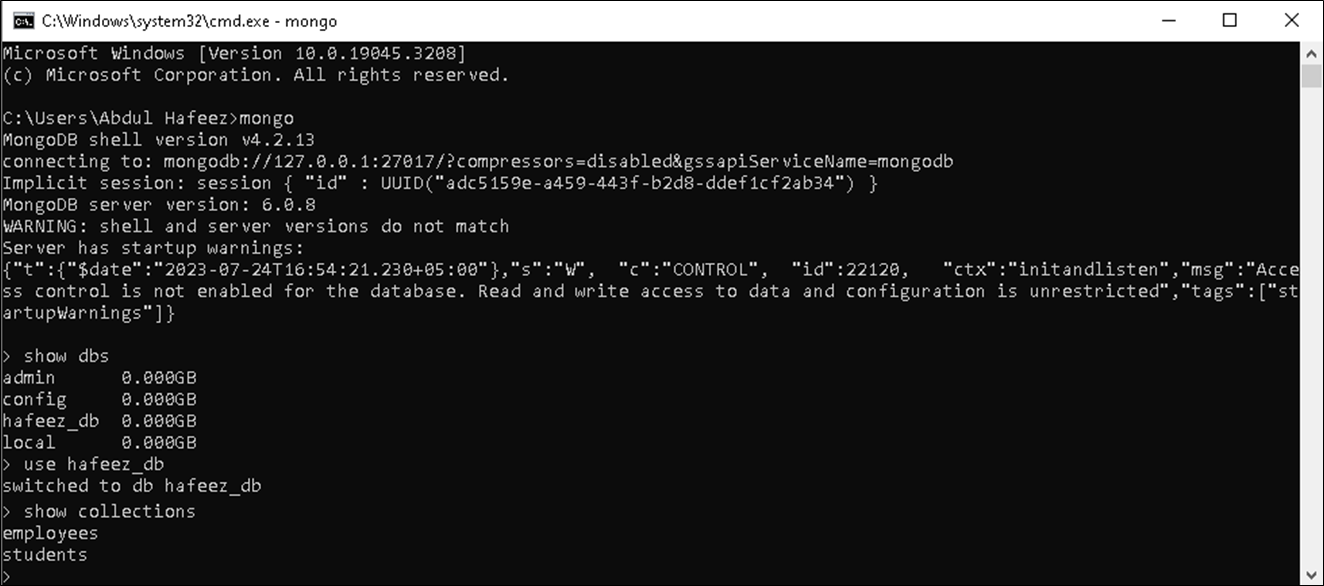 C:\Windows\system32\cmd.exe - mongo
Microsoft Windows [Version 10.0.19045.3208]
(c) Microsoft Corporation. All rights reserved.
C:\Users\Abdul Hafeez>mongo
MongoDB shell version v4.2.13
connecting to: mongodb://127.0.0.1:27017/?compressors=disabled&gssapiServiceName=mongodb
Implicit session: session { "id" : UUID("adc5159e-a459-443f-b2d8-ddef1cf2ab34") }
MongoDB server version: 6.0.8
WARNING: shell and server versions do not match
Server has startup warnings:
{"t":{"$date":"2023-07-24T16:54:21.230+05:00"},"s":"W",  "c":"CONTROL",  "id":22120,   "ctx":"initandlisten","msg":"Acce
ss control is not enabled for the database. Read and write access to data and configuration is unrestricted","tags":["st
artupWarnings"]}
> show dbs
admin      0.000GB
config     0.000GB
hafeez_db  0.000GB
local      0.000GB
> use hafeez_db
switched to db hafeez_db
> show collections
employees
students
>